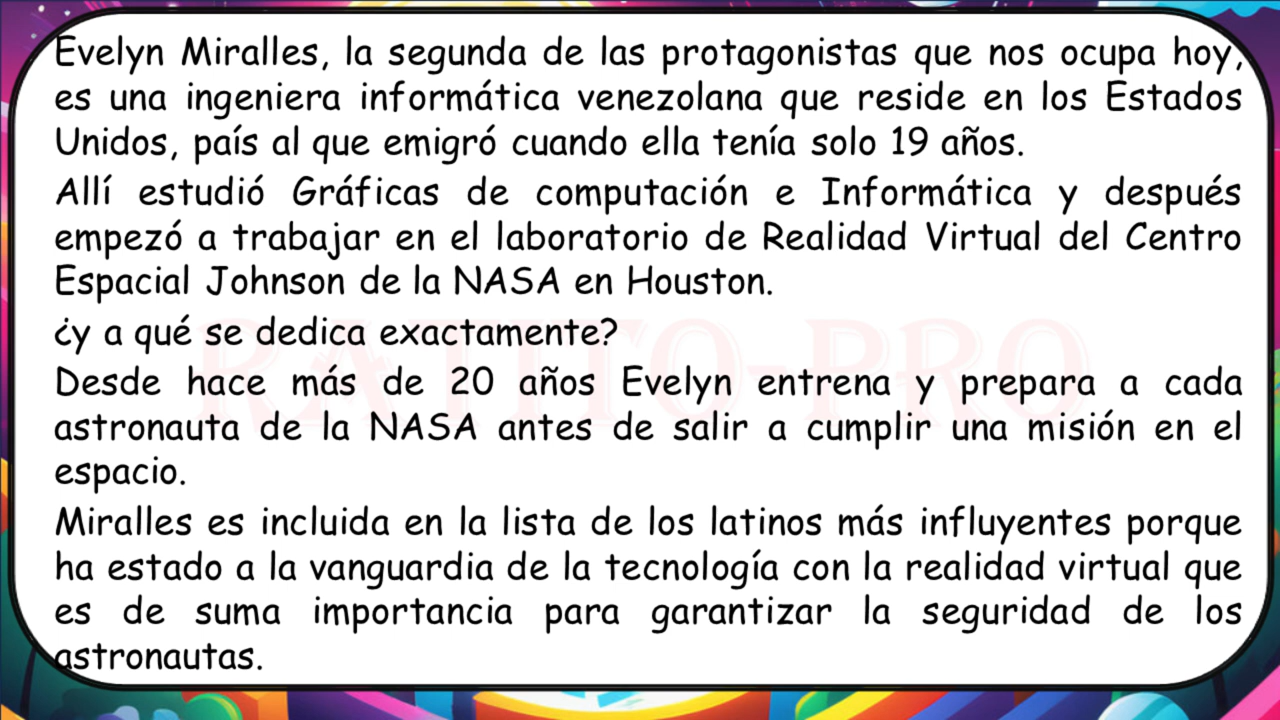 Evelyn Miralles, la segunda de las protagonistas que nos ocupa hoy,
es una ingeniera informática venezolana que reside en los Estados
Unidos, país al que emigró cuando ella tenía solo 19 años.
Allí estudió Gráficas de computación e Informática y después
empezó a trabajar en el laboratorio de Realidad Virtual del Centro
Espacial Johnson de la NASA en Houston.
¿y a qué se dedica exactamente?
Desde hace más de 20 años Evelyn entrena y prepara a cada
astronauta de la NASA antes de salir a cumplir una misión en el
espacio.
Miralles es incluida en la lista de los latinos más influyentes porque
ha estado a la vanguardia de la tecnología con la realidad virtual que
es de suma importancia para garantizar la seguridad de los
astronautas.
RATITO-PRO